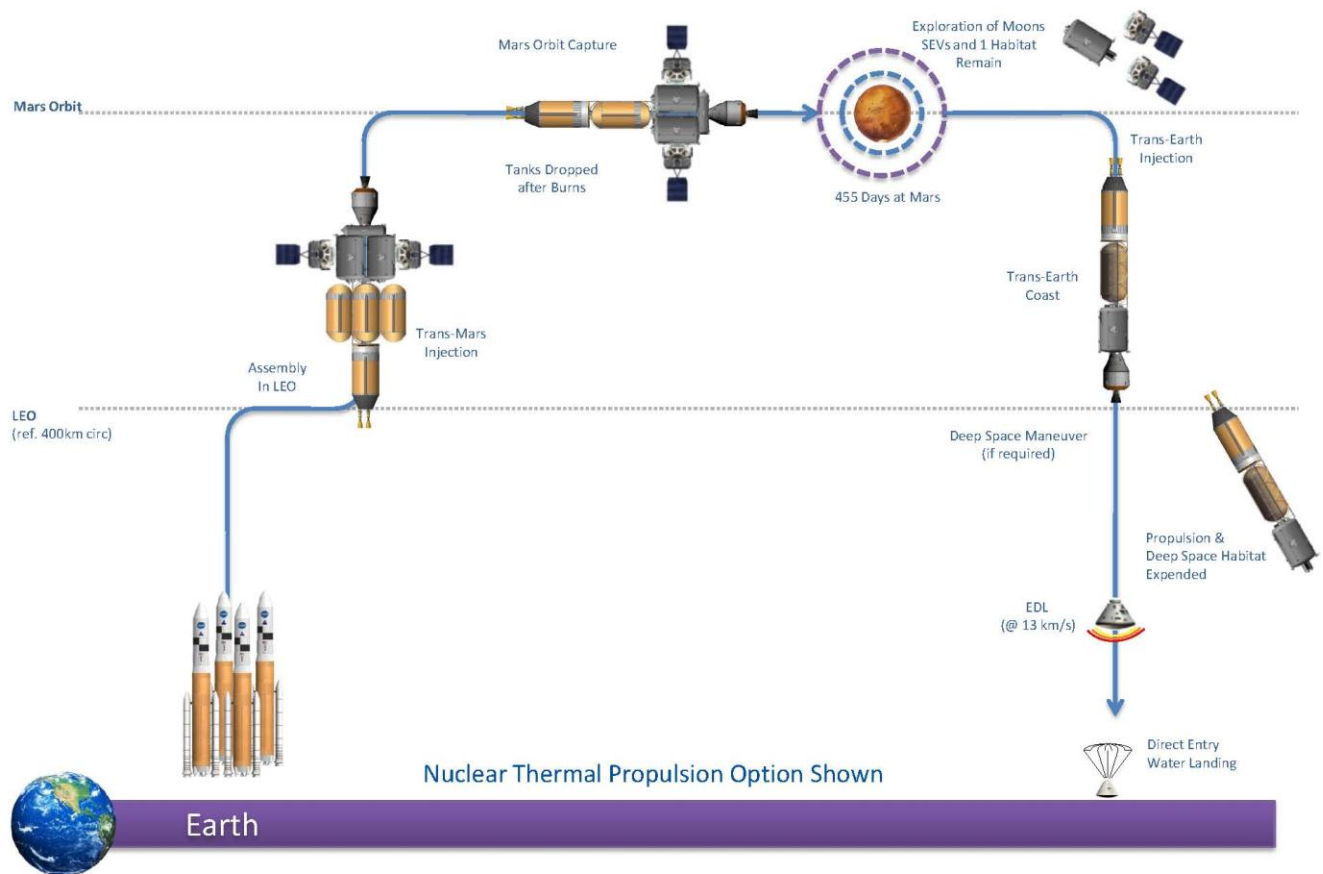 Mars Orbit Capture
Exploration of Moons
SEVs and 1 Habitat
Remain
Mars Orbit
Tanks Dropped
after Burns
455 Days at Mars
Trans-Earth
Injection
Trans-Mars
Injection
Trans-Earth
Coast
Assembly
In LEO
LEO
(ref. 400km circ)
Deep Space Maneuver
(if required)
Propulsion &
Deep Space Habitat
Expended
EDL
(@ 13 km/s)
Direct Entry
Water Landing
Nuclear Thermal Propulsion Option Shown
Earth